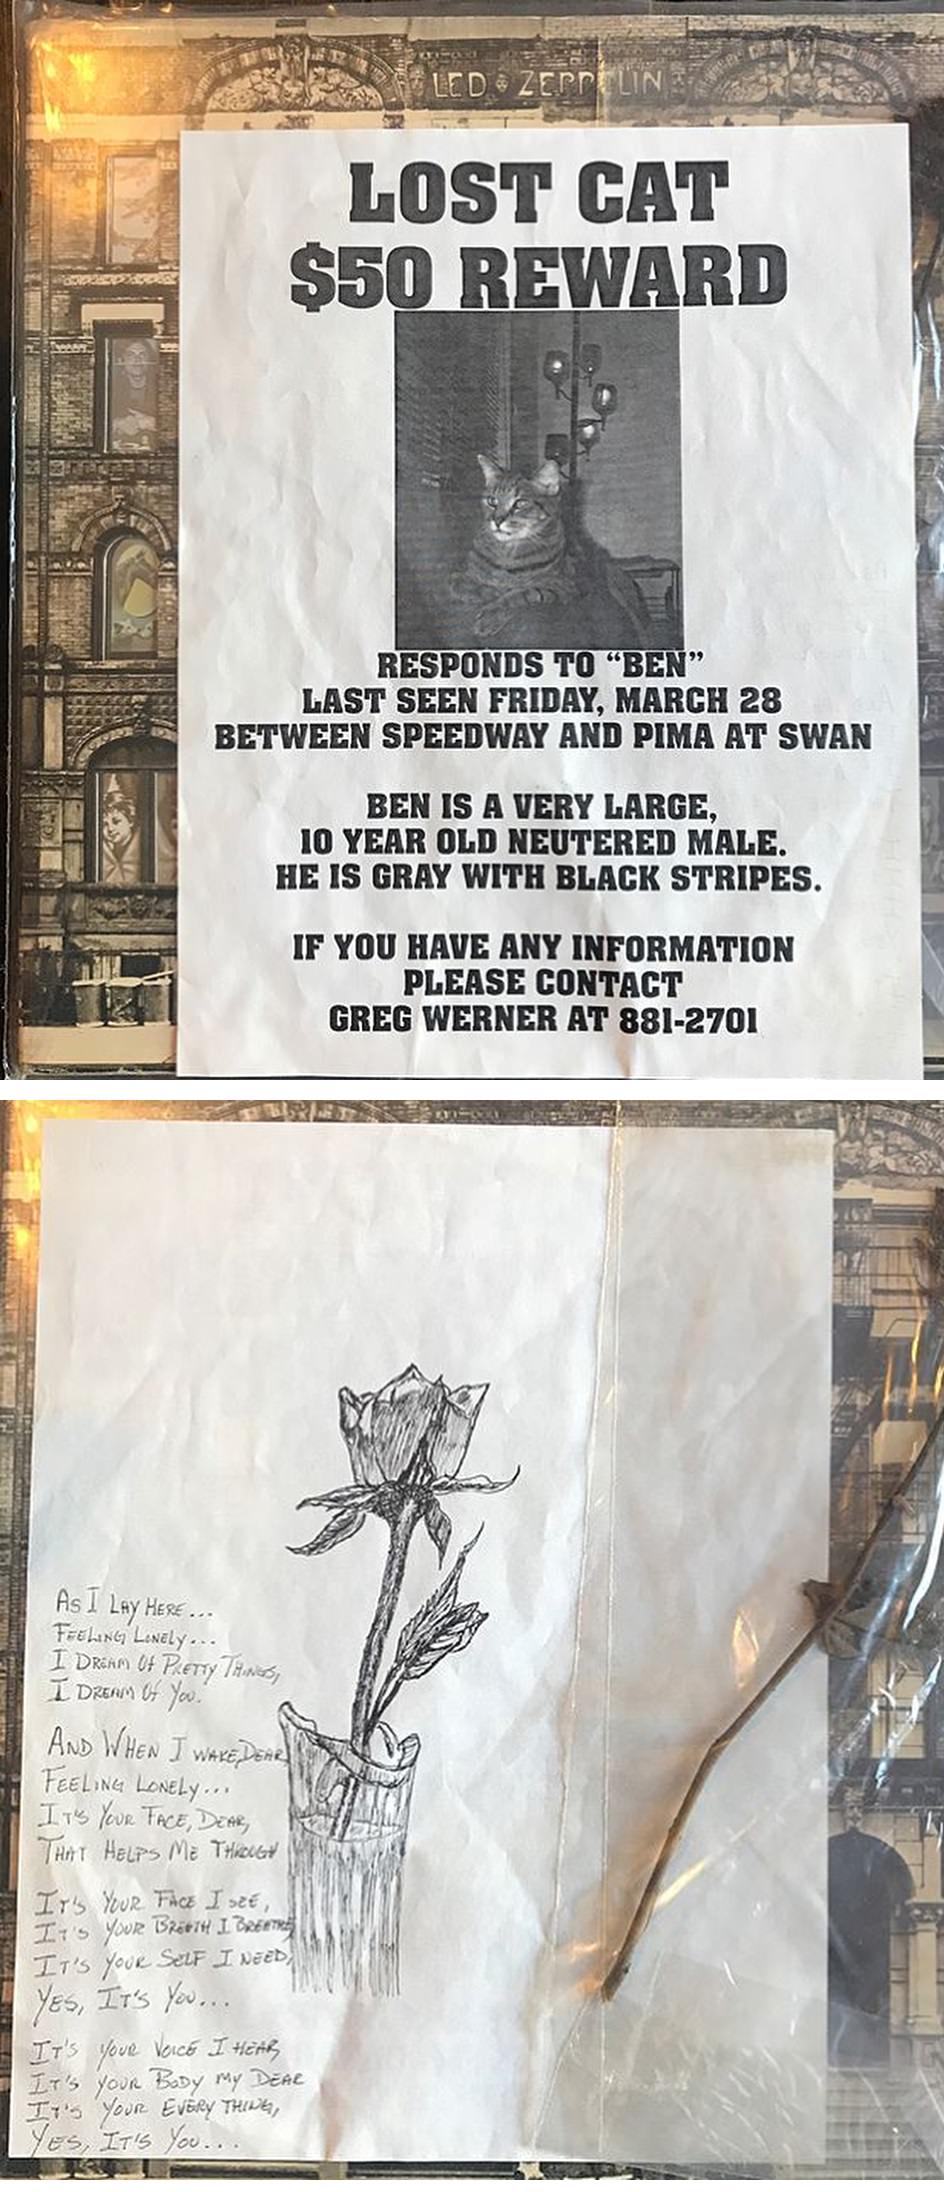 LED ZEPPELIN
LOST CAT
$50 REWARD
RESPONDS TO “BEN”
LAST SEEN FRIDAY, MARCH 28
BETWEEN SPEEDWAY AND PIMA AT SWAN
BEN IS A VERY LARGE,
10 YEAR OLD NEUTERED MALE.
HE IS GRAY WITH BLACK STRIPES.
IF YOU HAVE ANY INFORMATION
PLEASE CONTACT
GREG WERNER AT 881-2701
AS I LAY HERE...
FEELING LONELY...
I DREAM OF PRETTY THINGS,
I DREAM OF YOU.
AND WHEN I WAKE, DEAR
FEELING LONELY...
IT'S YOUR FACE, DEAR,
THAT HELPS ME THROUGH
IT'S YOUR FACE I SEE,
IT'S YOUR BREATH I BREATHE,
IT'S YOUR SELF I NEED,
YES, IT'S YOU...
IT'S YOUR VOICE I HEAR,
IT'S YOUR BODY MY DEAR
IT'S YOUR EVERY THING,
YES, IT'S YOU...